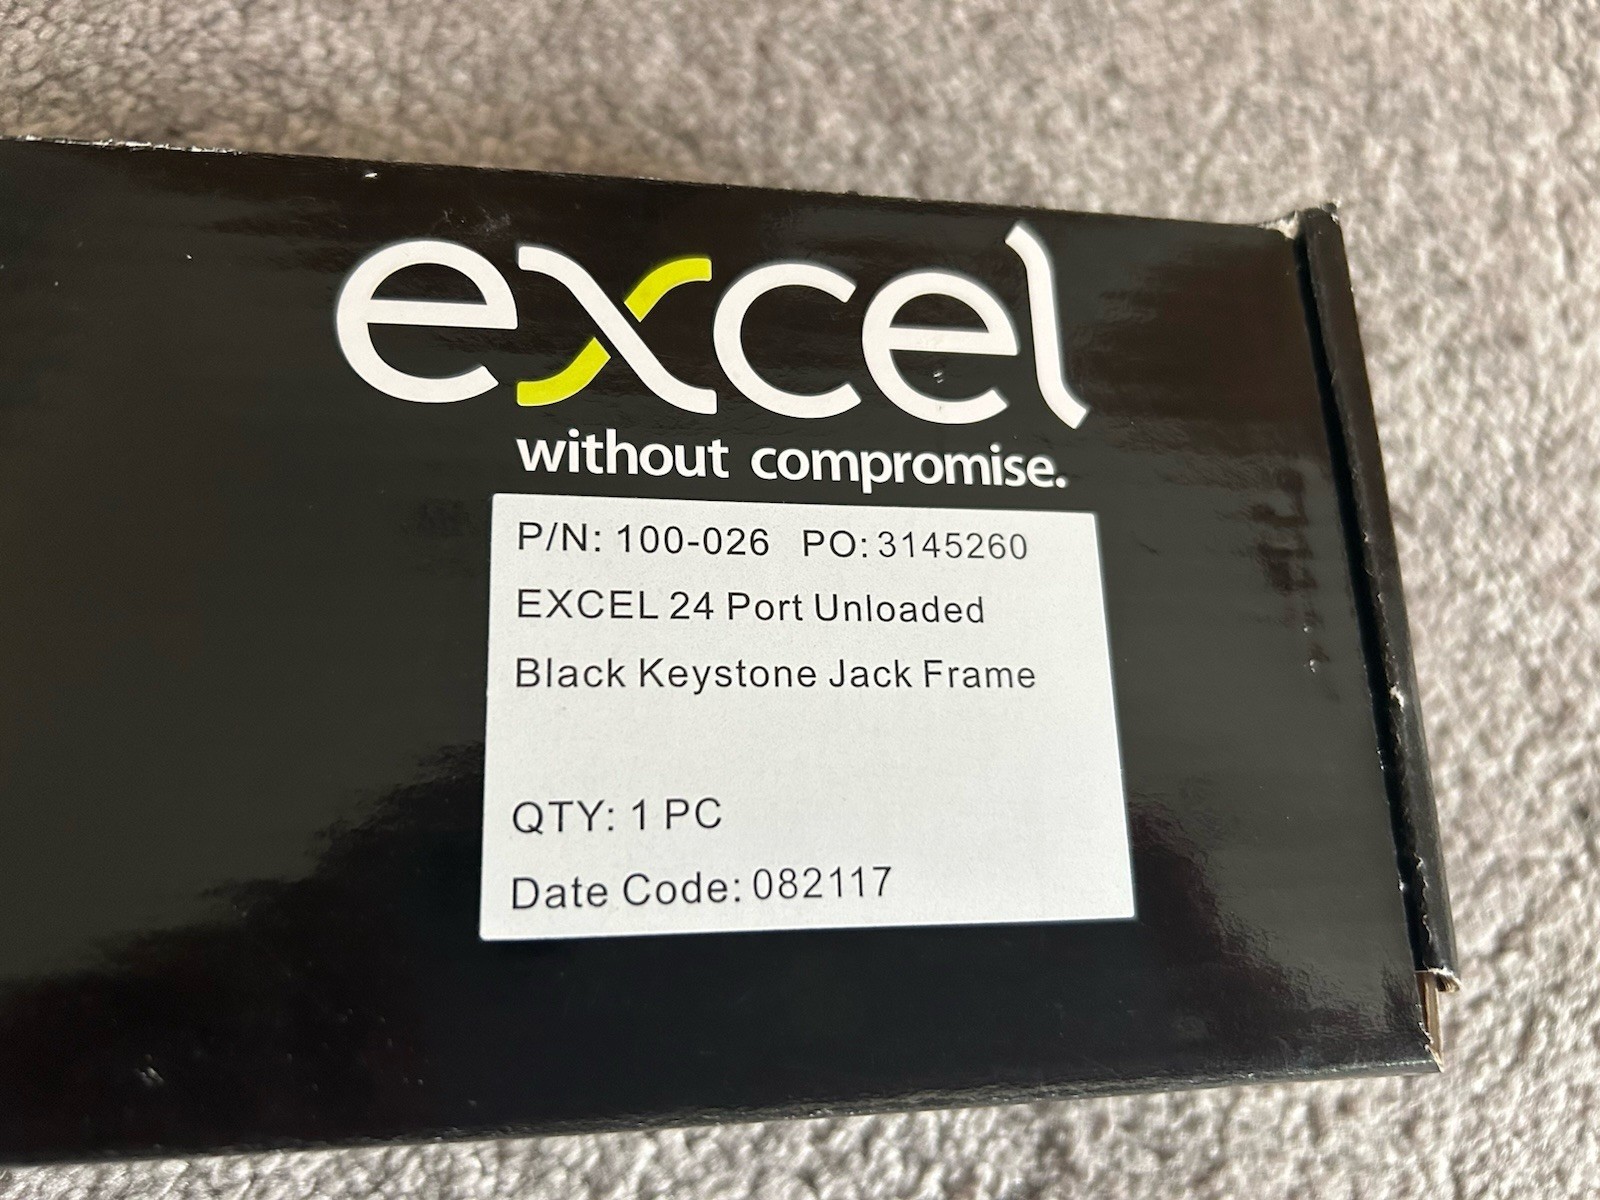 excel
without compromise.
P/N: 100-026 PO: 3145260
EXCEL 24 Port Unloaded
Black Keystone Jack Frame
QTY: 1 PC
Date Code: 082117